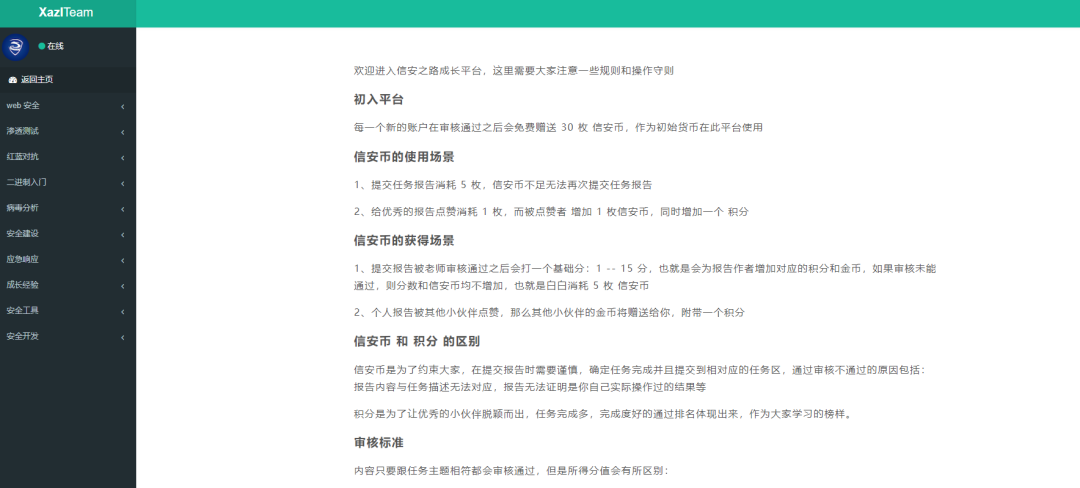 XazlTeam
在线
返回主页
web 安全
渗透测试
红蓝对抗
二进制入门
病毒分析
安全建设
应急响应
成长经验
安全工具
安全开发
欢迎进入信安之路成长平台，这里需要大家注意一些规则和操作守则
初入平台
每一个新的账户在审核通过之后会免费赠送 30 枚 信安币，作为初始货币在此平台使用
信安币的使用场景
1、提交任务报告消耗 5 枚，信安币不足无法再次提交任务报告
2、给优秀的报告点赞消耗 1 枚，而被点赞者 增加 1 枚信安币，同时增加一个 积分
信安币的获得场景
1、提交报告被老师审核通过之后会打一个基础分：1 -- 15 分，也就是会为报告作者增加对应的积分和金币，如果审核未能
通过，则分数和信安币均不增加，也就是白白消耗 5 枚 信安币
2、个人报告被其他小伙伴点赞，那么其他小伙伴的金币将赠送给你，附带一个积分
信安币 和 积分 的区别
信安币是为了约束大家，在提交报告时需要谨慎，确定任务完成并且提交到相对应的任务区，通过审核不通过的原因包括：
报告内容与任务描述无法对应，报告无法证明是你自己实际操作过的结果等
积分是为了让优秀的小伙伴脱颖而出，任务完成多，完成度好的通过排名体现出来，作为大家学习的榜样。
审核标准
内容只要跟任务主题相符都会审核通过，但是所得分值会有所区别：